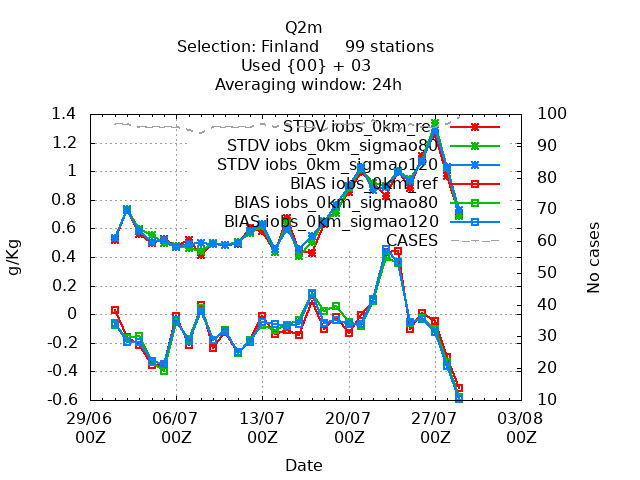 Q2m
Selection: Finland 99 stations
Used {00} + 03
Averaging window: 24h
1.4
1.2
1
0.8
0.6
0.4
0.2
0
-0.2
-0.4
-0.6
g/Kg
STDV iobs_0km_ref
STDV iobs_0km_sigmao80
STDV iobs_0km_sigmao120
BIAS iobs_0km_ref
BIAS iobs_0km_sigmao80
BIAS iobs_0km_sigmao120
CASES
100
90
80
70
60
50
40
30
20
10
No cases
29/06 06/07 13/07 20/07 27/07 03/08
00Z 00Z 00Z 00Z 00Z 00Z
Date